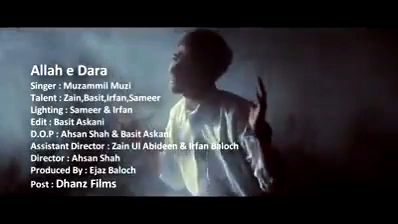 Allah e Dara
Singer : Muzammil Muzi
Talent : Zain,Basit,Irfan,Sameer
Lighting : Sameer & Irfan
Edit : Basit Askani
D.O.P : Ahsan Shah & Basit Askani
Assistant Director : Zain Ul Abideen & Irfan Baloch
Director : Ahsan Shah
Produced By : Ejaz Baloch
Post : Dhanz Films